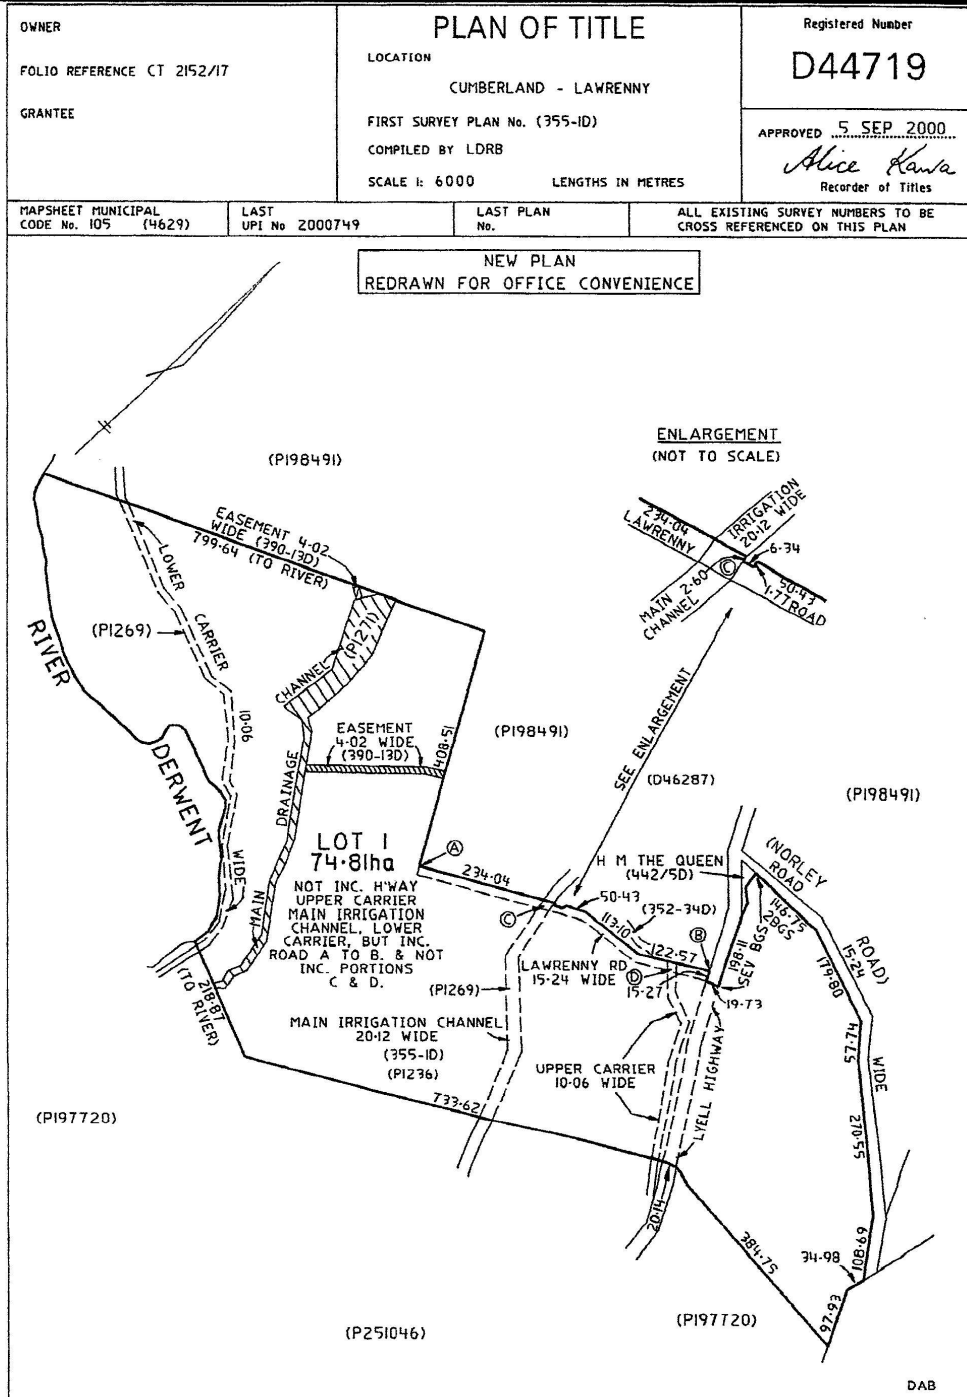 OWNER
FOLIO REFERENCE CT 2152/17
GRANTEE
PLAN OF TITLE
LOCATION
CUMBERLAND - LAWRENNY
FIRST SURVEY PLAN No. (355-1D)
COMPILED BY LDRB
SCALE 1: 6000 LENGTHS IN METRES
Registered Number
D44719
APPROVED 5 SEP 2000
Alice Kawa
Recorder of Titles
MAPSHEET MUNICIPAL
CODE No. 105 (4629)
LAST
UPI No 2000749
LAST PLAN
No.
ALL EXISTING SURVEY NUMBERS TO BE
CROSS REFERENCED ON THIS PLAN
NEW PLAN
REDRAWN FOR OFFICE CONVENIENCE
ENLARGEMENT
(NOT TO SCALE)
234·04
LAWRENNY
IRRIGATION
20·12 WIDE
6·34
C
MAIN 2·60
CHANNEL
50·43
1·77 ROAD
(P198491)
EASEMENT 4·02
WIDE (390-13D)
799·64 (TO RIVER)
LOWER
CARRIER
(P1269)
RIVER
DERWENT
10·06
WIDE
CHANNEL
(P1271)
EASEMENT
4·02 WIDE
(390-13D)
408·51
DRAINAGE
MAIN
(P198491)
SEE ENLARGEMENT
(D46287)
(P198491)
LOT 1
74·81ha
NOT INC. H'WAY
UPPER CARRIER
MAIN IRRIGATION
CHANNEL, LOWER
CARRIER, BUT INC.
ROAD A TO B. & NOT
INC. PORTIONS
C & D.
A
234·04
C
50·43
113·10
(352-34D)
122·57
B
D
H M THE QUEEN
(442/5D)
(NORLEY
ROAD
146·75
2BGS
198·11
SEV BGS
179·80
ROAD)
15·24
WIDE
LAWRENNY RD
15·24 WIDE
15·27
19·73
(P1269)
218·87
(TO RIVER)
MAIN IRRIGATION CHANNEL
20·12 WIDE
(355-1D)
(P1236)
UPPER CARRIER
10·06 WIDE
LYELL HIGHWAY
57·74
270·55
733·62
(P197720)
20·14
384·75
34·98
108·69
97·93
(P251046)
(P197720)
DAB